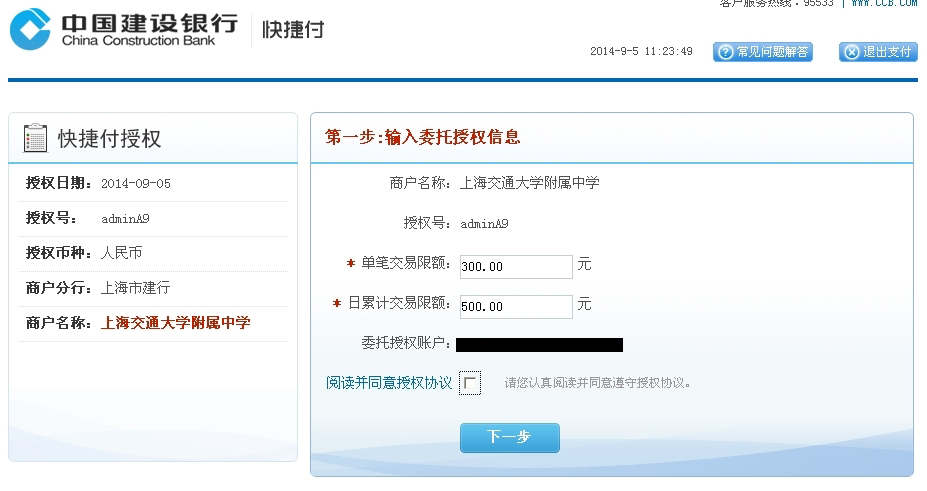 客户服务热线：95533 | WWW.CCB.COM
中国建设银行 快捷付
China Construction Bank
2014-9-5 11:23:49 常见问题解答 退出支付
快捷付授权
授权日期： 2014-09-05
授权号： adminA9
授权币种： 人民币
商户分行： 上海市建行
商户名称： 上海交通大学附属中学
第一步:输入委托授权信息
商户名称： 上海交通大学附属中学
授权号： adminA9
* 单笔交易限额： 300.00 元
* 日累计交易限额： 500.00 元
委托授权账户：
阅读并同意授权协议 请您认真阅读并同意遵守授权协议。
下一步